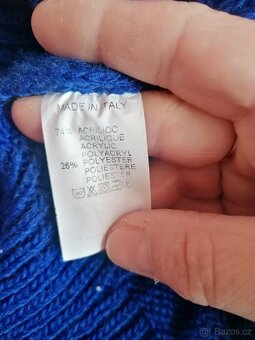 MADE IN ITALY
74% ACRILICO
ACRILIQUE
ACRYLIC
POLYACRYL
26% POLYESTER
POLIESTERE
POLIESTER
Bazos.cz